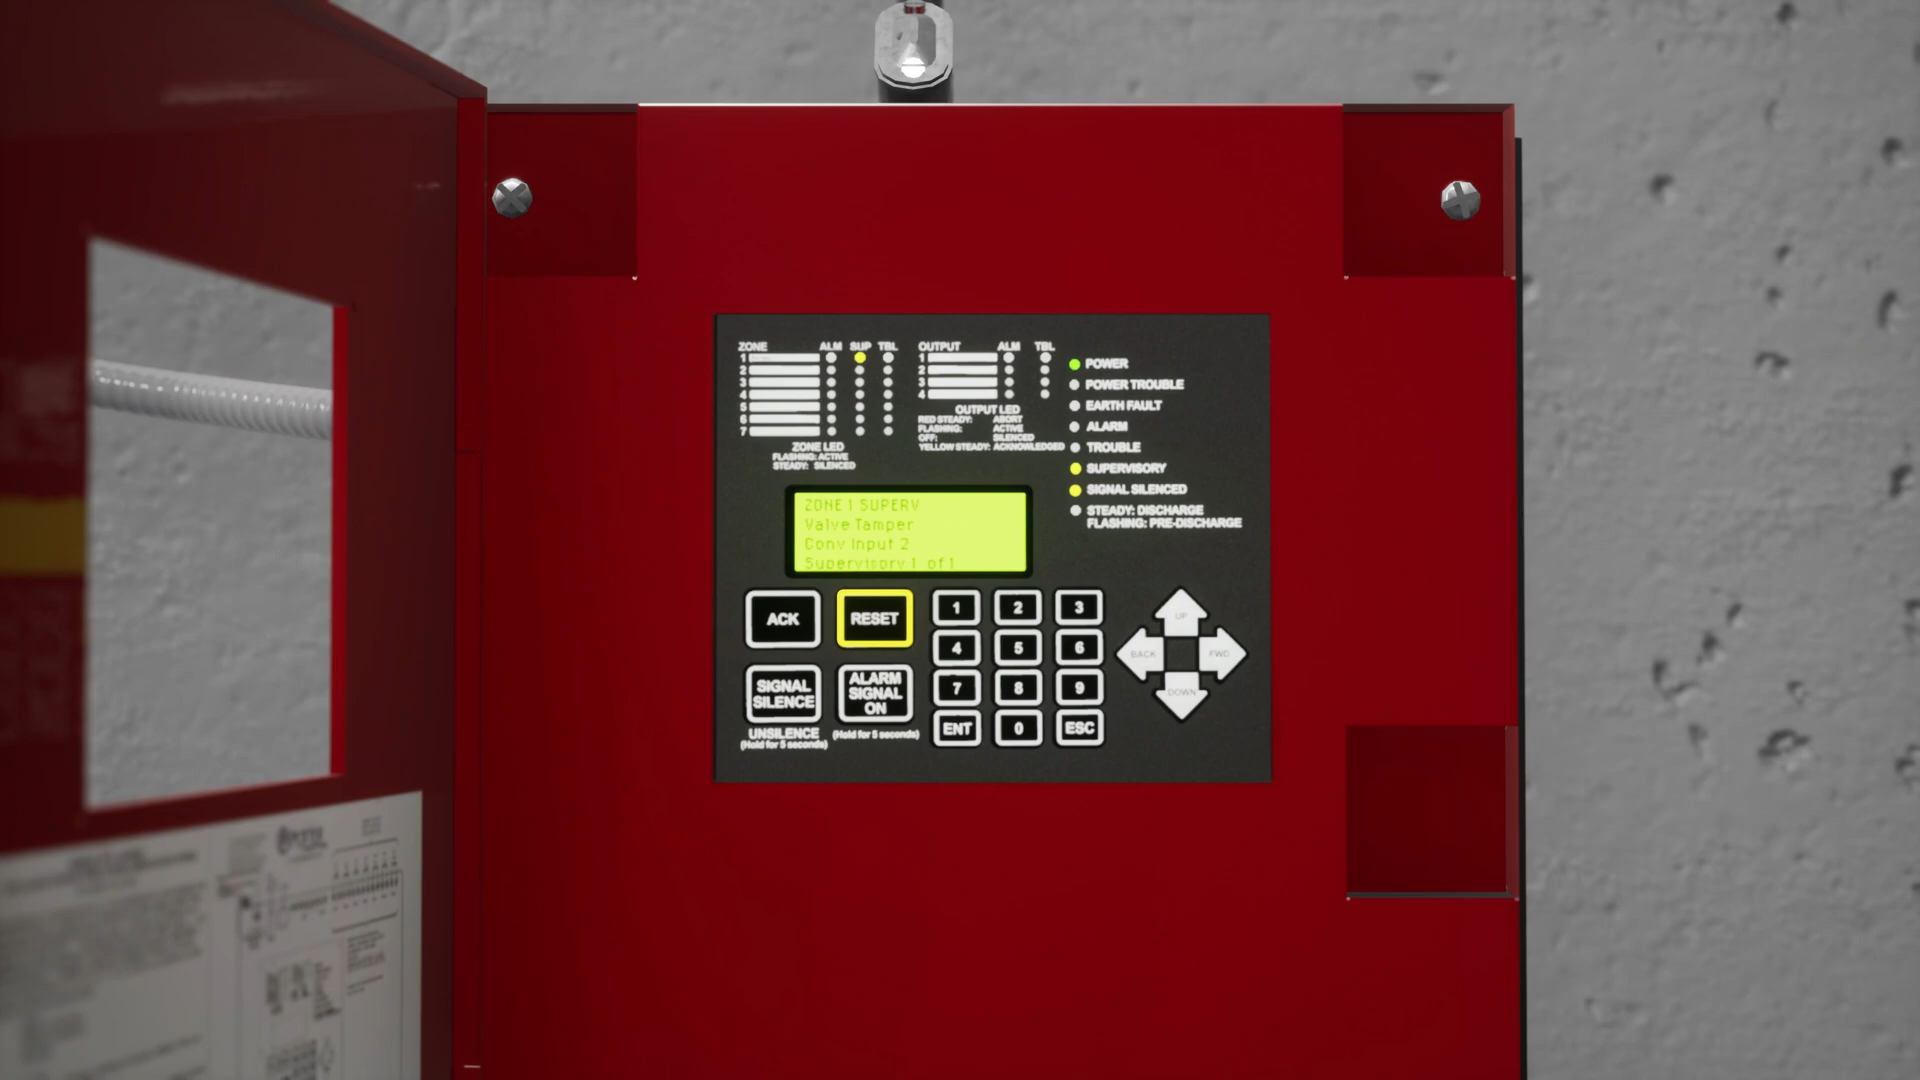 ZONE ALM SUP TBL
1
2
3
4
5
6
7
ZONE LED
FLASHING: ACTIVE
STEADY: SILENCED
OUTPUT ALM TBL
1
2
3
4
OUTPUT LED
RED STEADY: ABORT
FLASHING: ACTIVE
OFF: SILENCED
YELLOW STEADY: ACKNOWLEDGED
POWER
POWER TROUBLE
EARTH FAULT
ALARM
TROUBLE
SUPERVISORY
SIGNAL SILENCED
STEADY: DISCHARGE
FLASHING: PRE-DISCHARGE
ZONE 1 SUPERV
Valve Tamper
Conv Input 2
Supervisory 1 of 1
ACK
RESET
SIGNAL
SILENCE
UNSILENCE
(Hold for 5 seconds)
ALARM
SIGNAL
ON
(Hold for 5 seconds)
1 2 3
4 5 6
7 8 9
ENT 0 ESC
UP
BACK FWD
DOWN